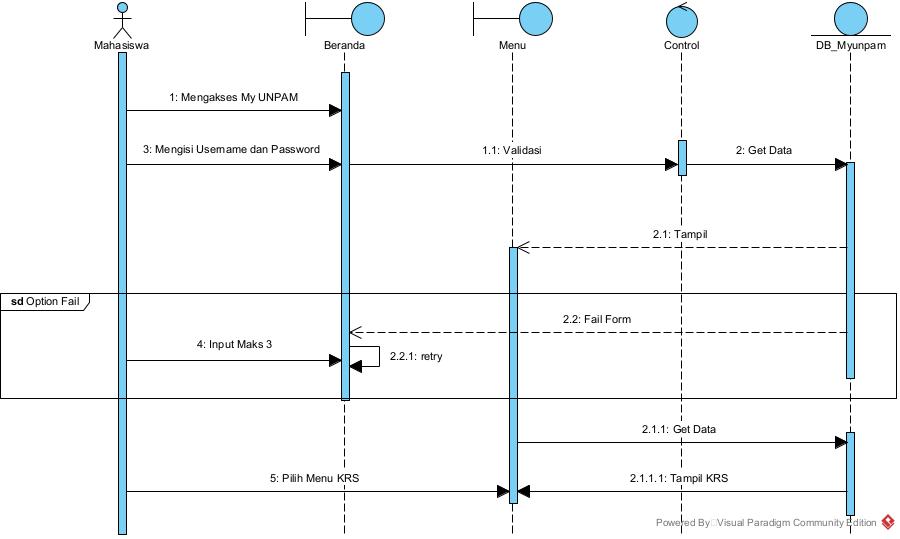 Mahasiswa
Beranda
Menu
Control
DB_Myunpam
1: Mengakses My UNPAM
3: Mengisi Username dan Password
1.1: Validasi
2: Get Data
2.1: Tampil
sd Option Fail
2.2: Fail Form
4: Input Maks 3
2.2.1: retry
2.1.1: Get Data
5: Pilih Menu KRS
2.1.1.1: Tampil KRS
Powered By Visual Paradigm Community Edition